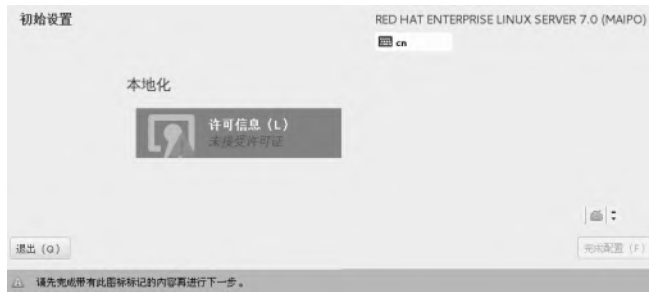 初始设置
RED HAT ENTERPRISE LINUX SERVER 7.0 (MAIPO)
cn
本地化
许可信息（L）
未接受许可证
退出（Q）
完成配置（F）
请先完成带有此图标标记的内容再进行下一步。